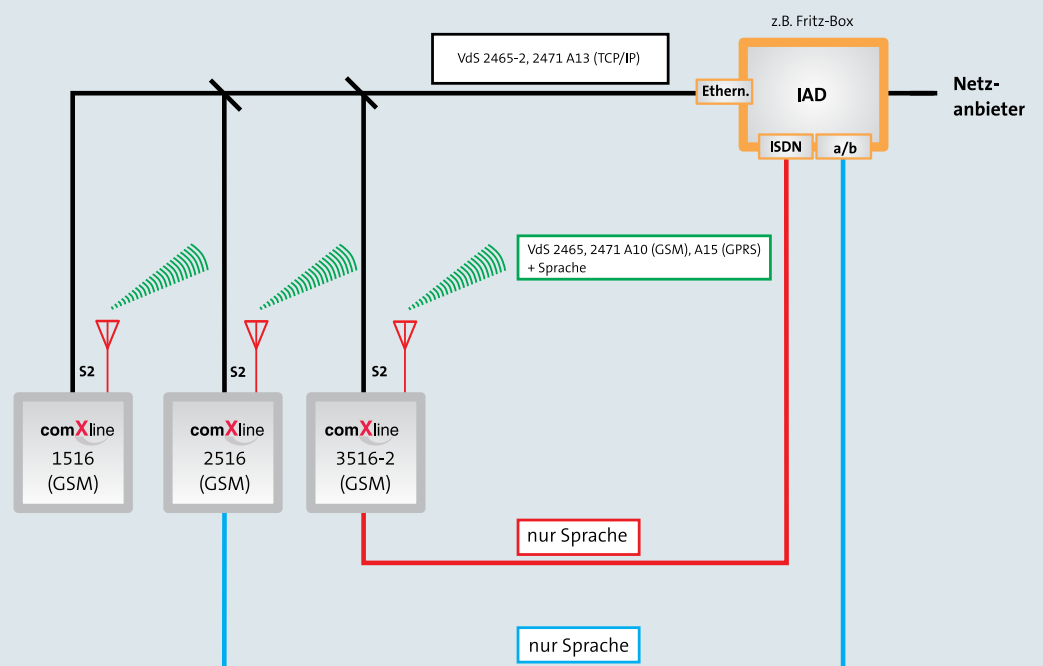 z.B. Fritz-Box
VdS 2465-2, 2471 A13 (TCP/IP)
Ethern.
IAD
Netz-
anbieter
ISDN
a/b
VdS 2465, 2471 A10 (GSM), A15 (GPRS)
+ Sprache
S2
S2
S2
comXline
1516
(GSM)
comXline
2516
(GSM)
comXline
3516-2
(GSM)
nur Sprache
nur Sprache